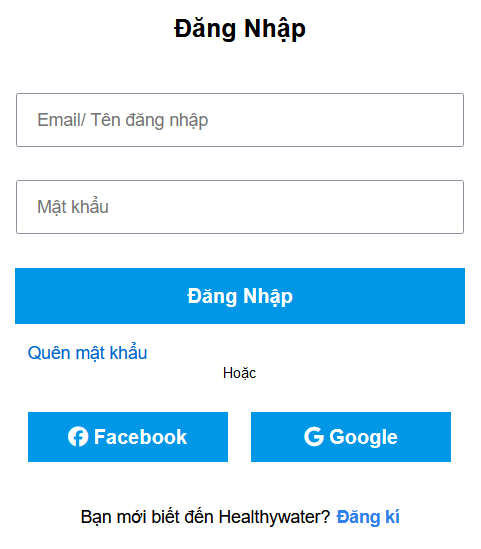 Đăng Nhập
Email/ Tên đăng nhập
Mật khẩu
Đăng Nhập
Quên mật khẩu
Hoặc
Facebook
Google
Bạn mới biết đến Healthywater? Đăng kí